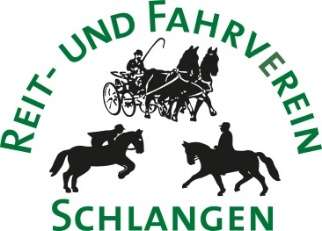 REIT- UND FAHRVEREIN
SCHLANGEN